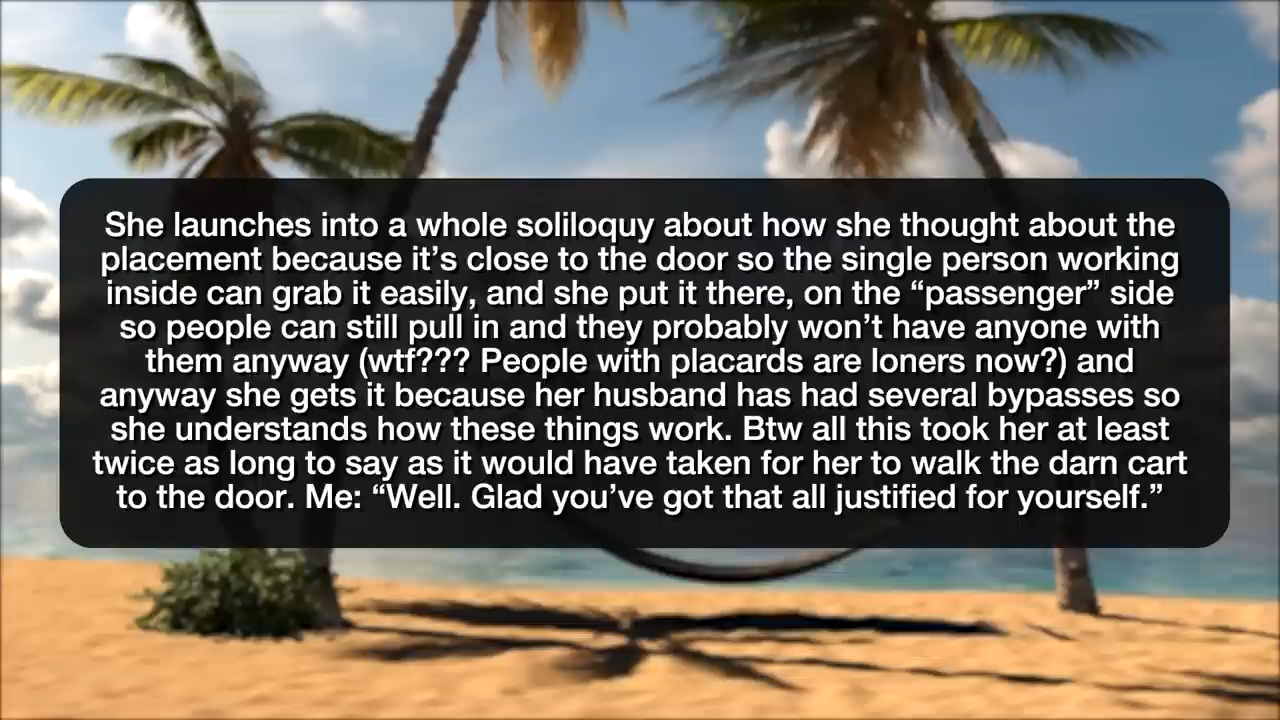 She launches into a whole soliloquy about how she thought about the
placement because it’s close to the door so the single person working
inside can grab it easily, and she put it there, on the “passenger” side
so people can still pull in and they probably won’t have anyone with
them anyway (wtf??? People with placards are loners now?) and
anyway she gets it because her husband has had several bypasses so
she understands how these things work. Btw all this took her at least
twice as long to say as it would have taken for her to walk the darn cart
to the door. Me: “Well. Glad you’ve got that all justified for yourself.”